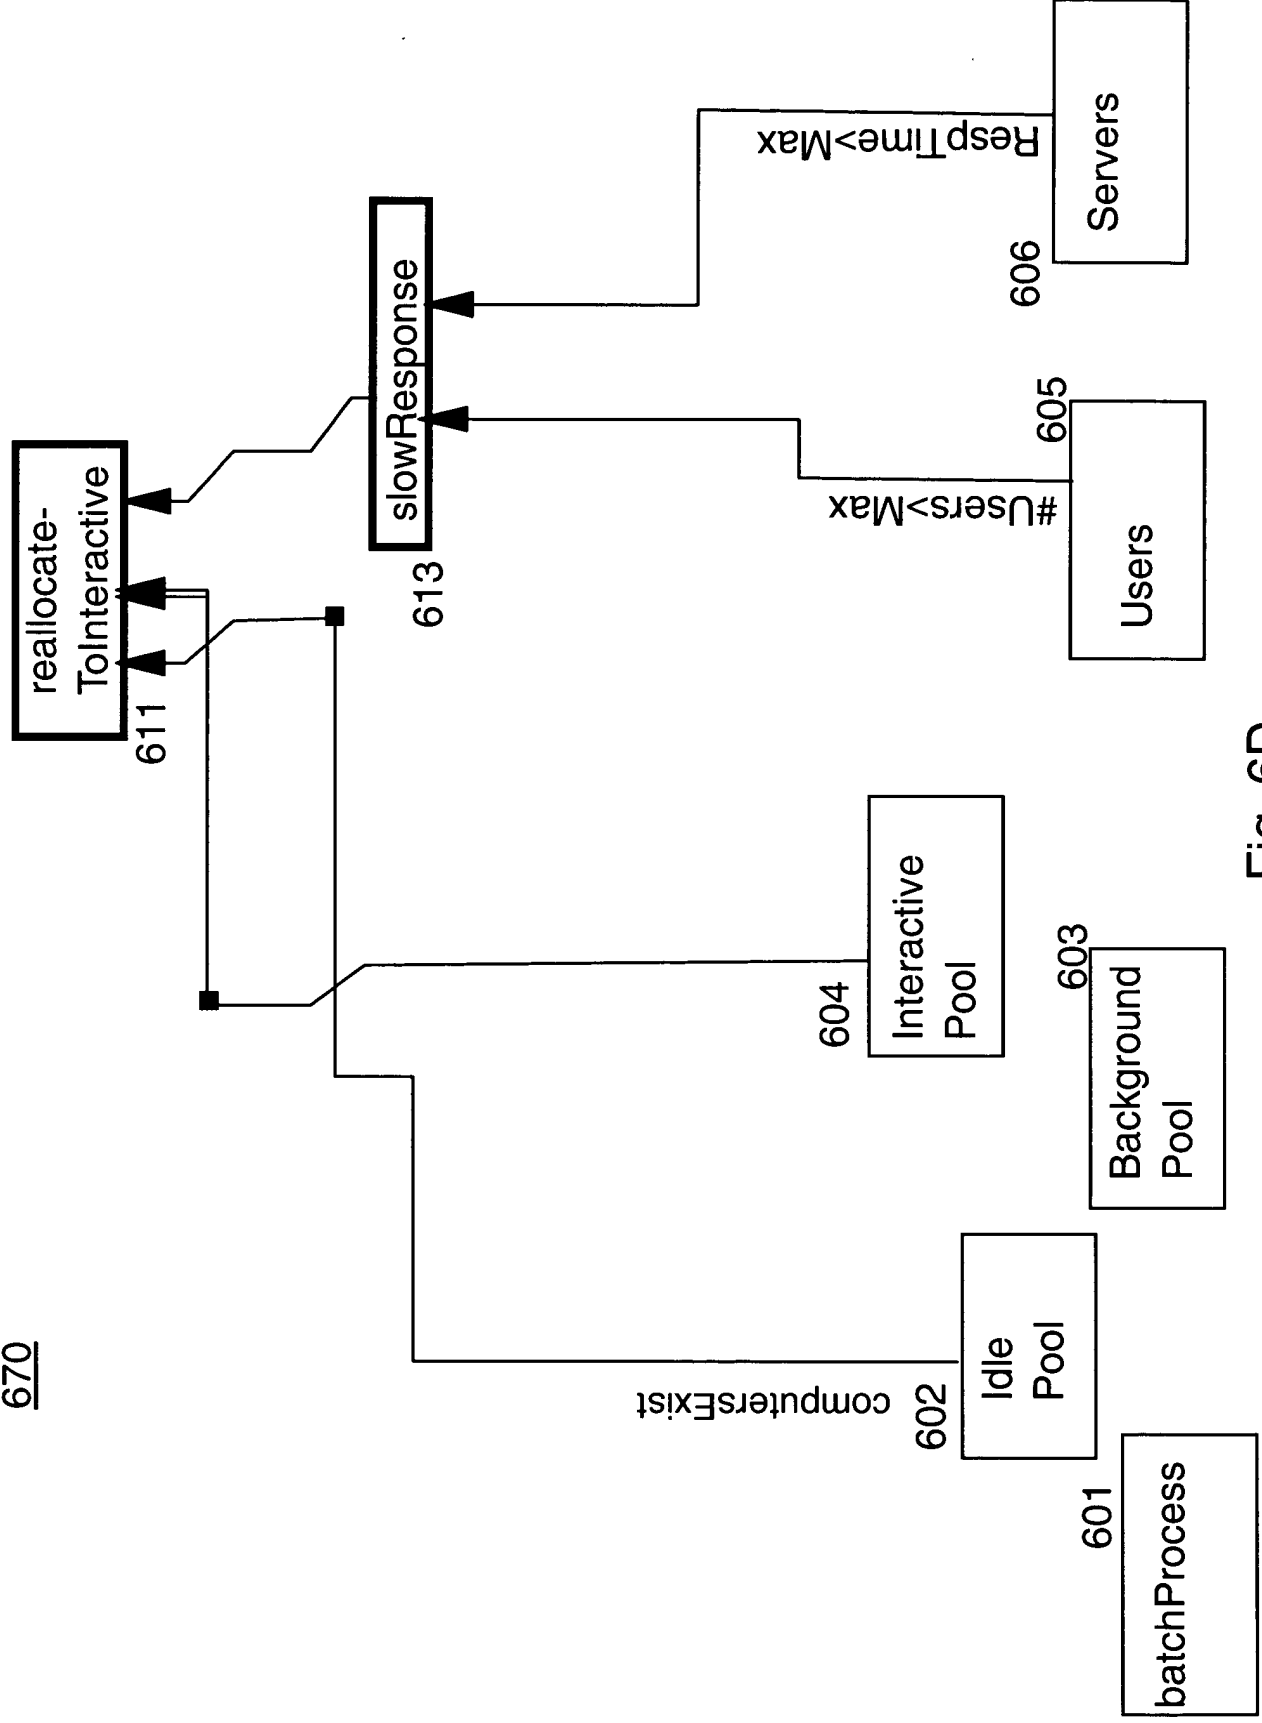 670
reallocate-
ToInteractive
611
slowResponse
613
computersExist
#Users>Max
RespTime>Max
604
Interactive
Pool
602
Idle
Pool
601
batchProcess
603
Background
Pool
605
Users
606
Servers